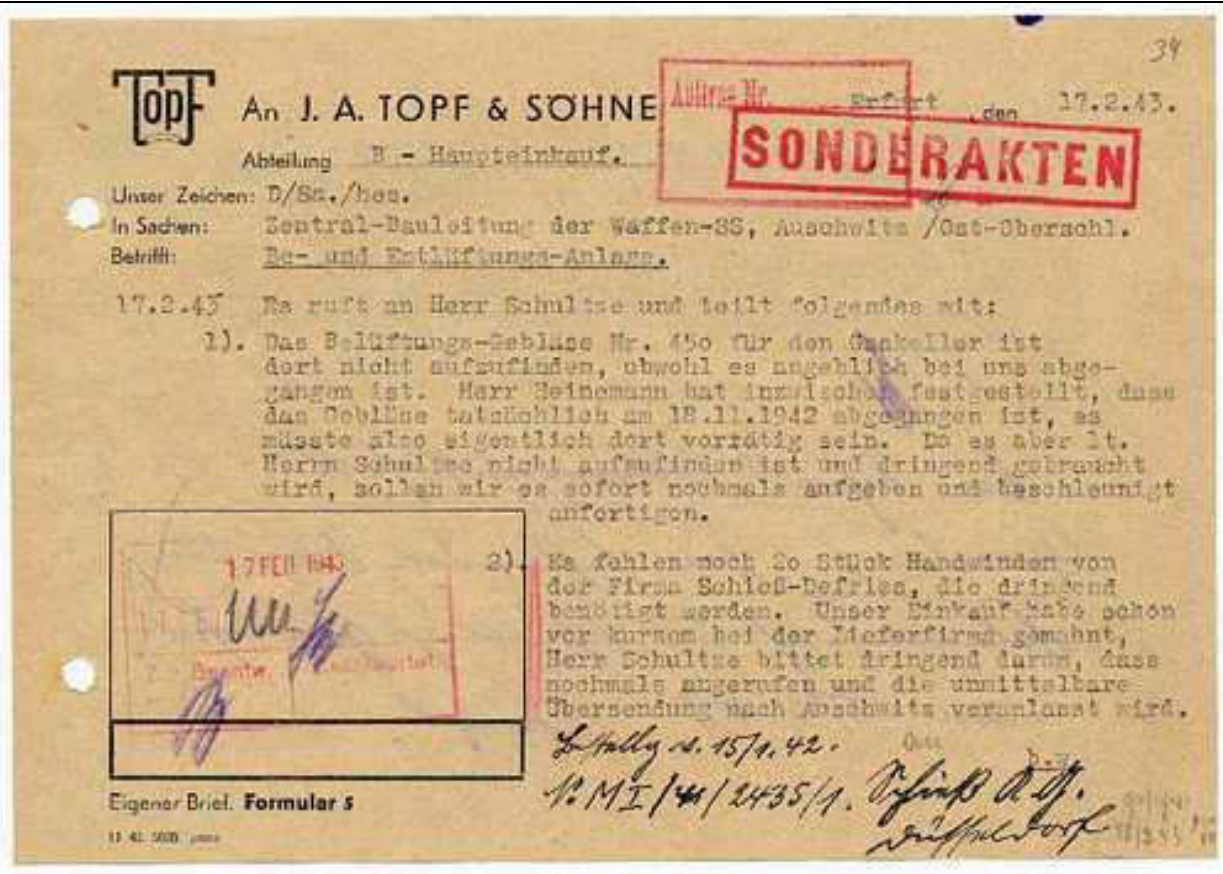 34
TOPF An J. A. TOPF & SÖHNE Erfurt, den 17.2.43.
SONDERAKTEN
Abteilung B - Haupteinkauf.
Unser Zeichen: D/Sa./hes.
In Sachen: Zentral-Bauleitung der Waffen-SS, Auschwitz /Ost-Oberschl.
Betrifft: Be- und Entlüftungs-Anlage.
17.2.43 Es ruft an Herr Schultze und teilt folgendes mit:
1). Das Belüftungs-Gebläse Nr. 450 für den Gaskeller ist
dort nicht aufzufinden, obwohl es angeblich bei uns abge-
gangen ist. Herr Heinemann hat inzwischen festgestellt, dass
das Gebläse tatsächlich am 18.11.1942 abgegangen ist, es
müsste also eigentlich dort vorrätig sein. Da es aber lt.
Herrn Schultze nicht aufzufinden ist und dringend gebraucht
wird, sollen wir es sofort nochmals aufgeben und beschleunigt
anfertigen.
17 FEB 1943
2). Es fehlen noch 20 Stück Handwinden von
der Firma Schieß-Defries, die dringend
benötigt werden. Unser Einkauf habe schon
vor kurzem bei der Lieferfirma gemahnt,
Herr Schultze bittet dringend darum, dass
nochmals angerufen und die unmittelbare
Übersendung nach Auschwitz veranlasst wird.
15/1.42.
M I /41/2435/1. Schieß A.G.
Düsseldorf
Eigener Brief. Formular 5